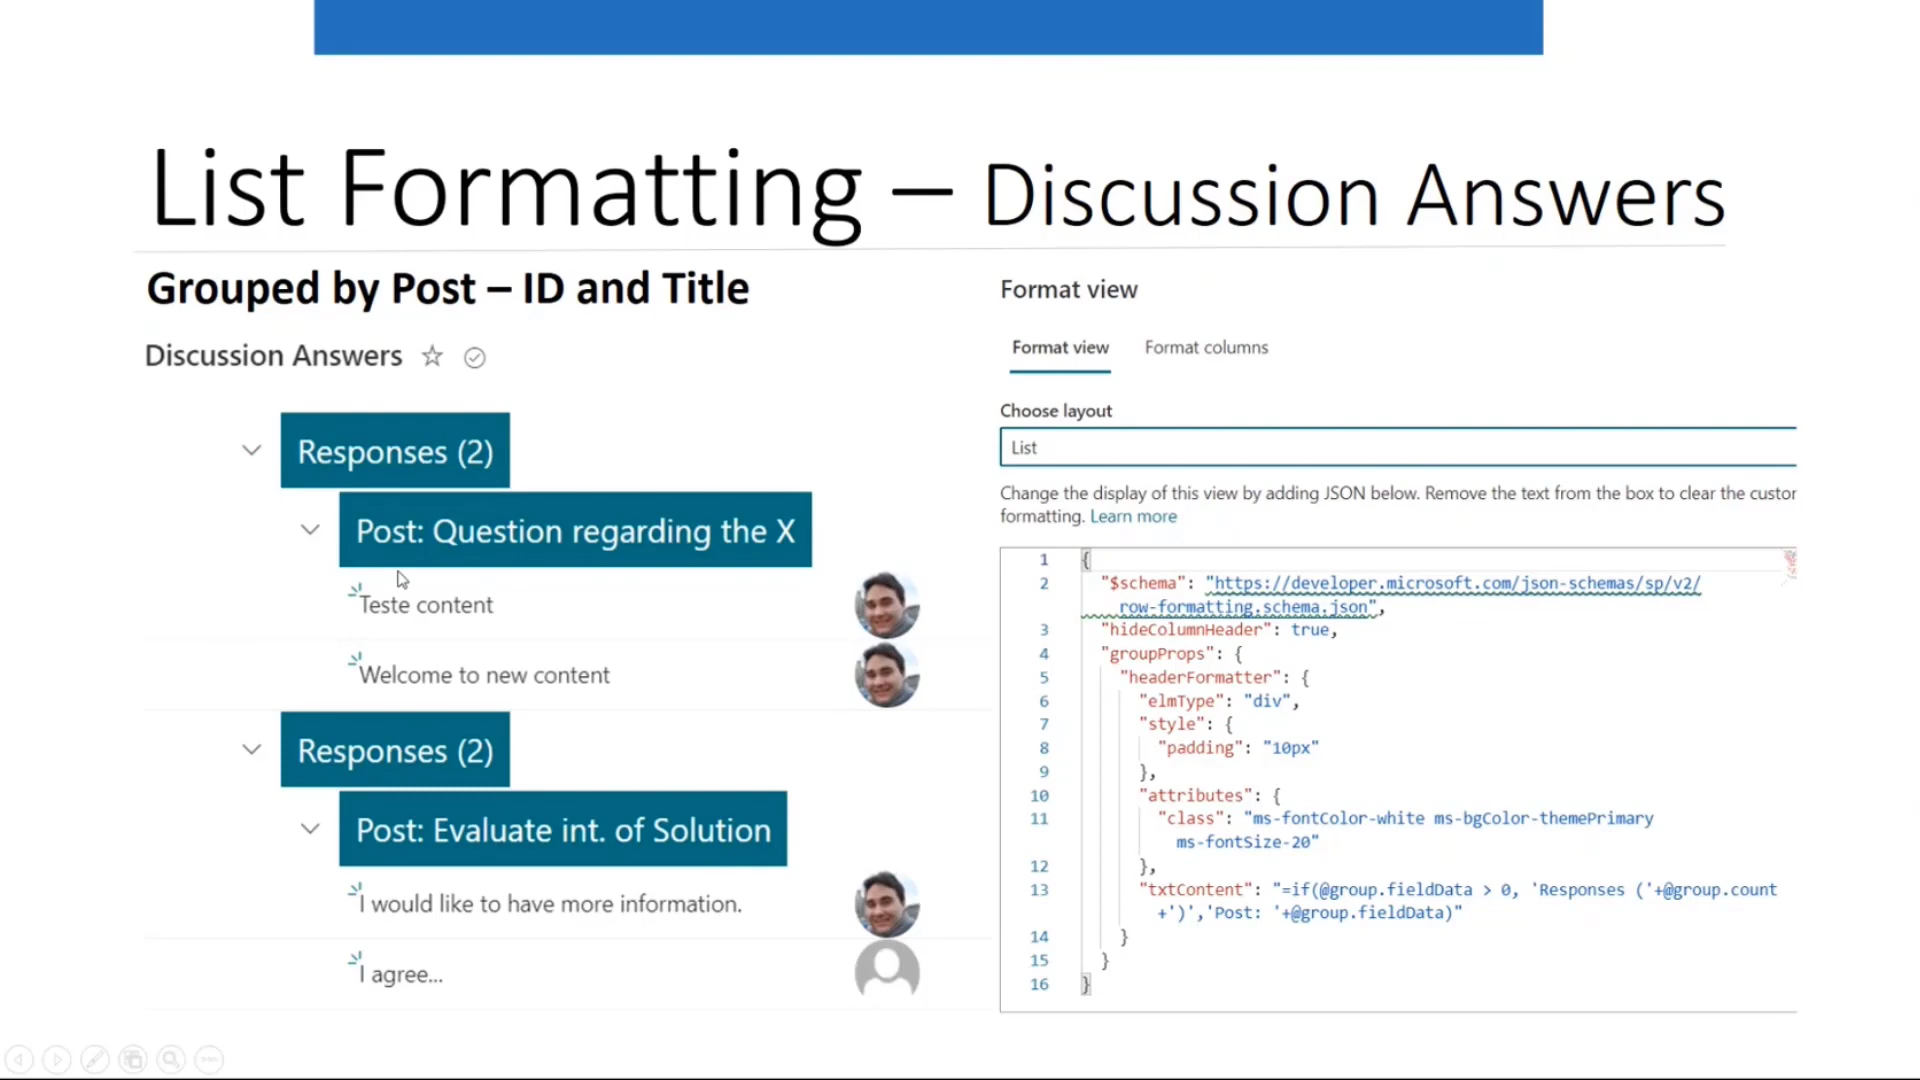 List Formatting – Discussion Answers
Grouped by Post – ID and Title
Discussion Answers
Responses (2)
Post: Question regarding the X
Teste content
Welcome to new content
Responses (2)
Post: Evaluate int. of Solution
I would like to have more information.
I agree...
Format view
Format view Format columns
Choose layout
List
Change the display of this view by adding JSON below. Remove the text from the box to clear the custor
formatting. Learn more
1 {
2 "$schema": "https://developer.microsoft.com/json-schemas/sp/v2/
row-formatting.schema.json",
3 "hideColumnHeader": true,
4 "groupProps": {
5 "headerFormatter": {
6 "elmType": "div",
7 "style": {
8 "padding": "10px"
9 },
10 "attributes": {
11 "class": "ms-fontColor-white ms-bgColor-themePrimary
ms-fontSize-20"
12 },
13 "txtContent": "=if(@group.fieldData > 0, 'Responses ('+@group.count
+')','Post: '+@group.fieldData)"
14 }
15 }
16 }